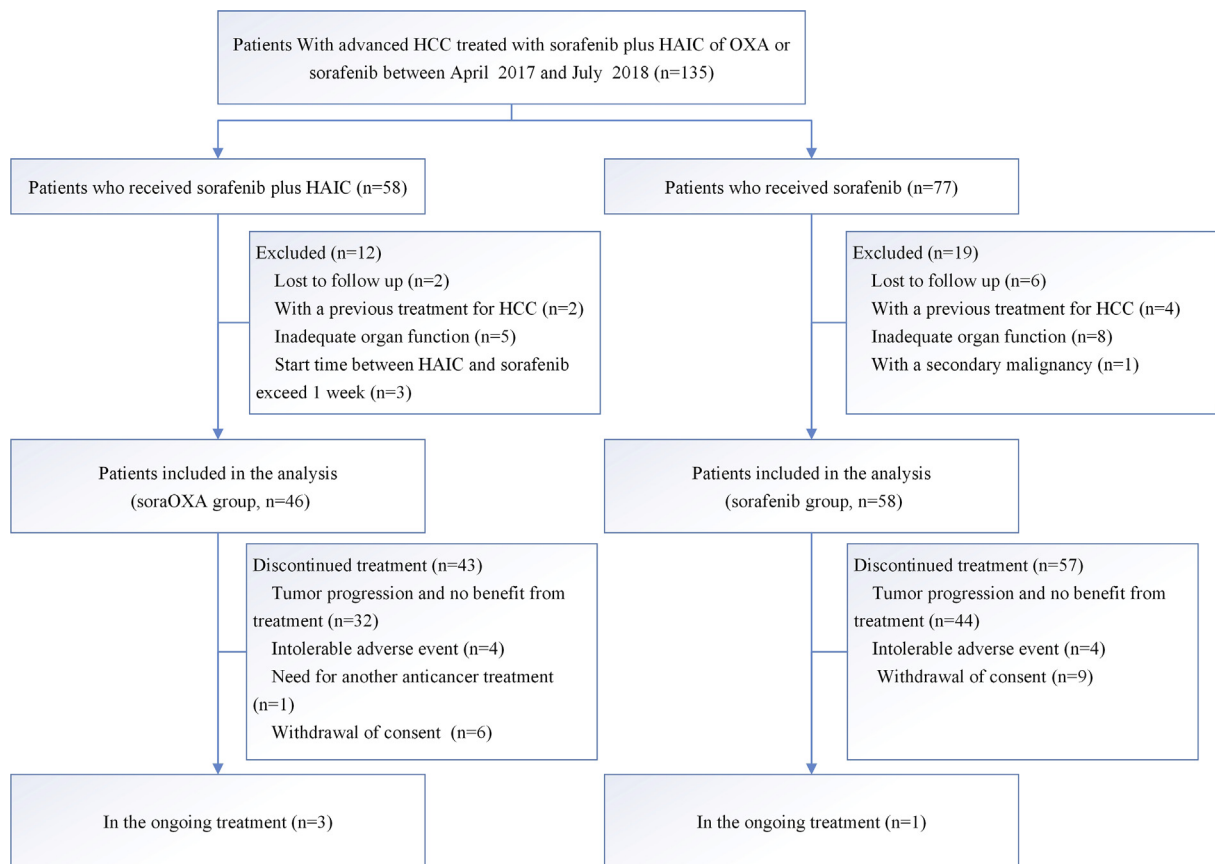 Patients With advanced HCC treated with sorafenib plus HAIC of OXA or
sorafenib between April 2017 and July 2018 (n=135)
Patients who received sorafenib plus HAIC (n=58)
Patients who received sorafenib (n=77)
Excluded (n=12)
Lost to follow up (n=2)
With a previous treatment for HCC (n=2)
Inadequate organ function (n=5)
Start time between HAIC and sorafenib
exceed 1 week (n=3)
Excluded (n=19)
Lost to follow up (n=6)
With a previous treatment for HCC (n=4)
Inadequate organ function (n=8)
With a secondary malignancy (n=1)
Patients included in the analysis
(soraOXA group, n=46)
Patients included in the analysis
(sorafenib group, n=58)
Discontinued treatment (n=43)
Tumor progression and no benefit from
treatment (n=32)
Intolerable adverse event (n=4)
Need for another anticancer treatment
(n=1)
Withdrawal of consent (n=6)
Discontinued treatment (n=57)
Tumor progression and no benefit from
treatment (n=44)
Intolerable adverse event (n=4)
Withdrawal of consent (n=9)
In the ongoing treatment (n=3)
In the ongoing treatment (n=1)